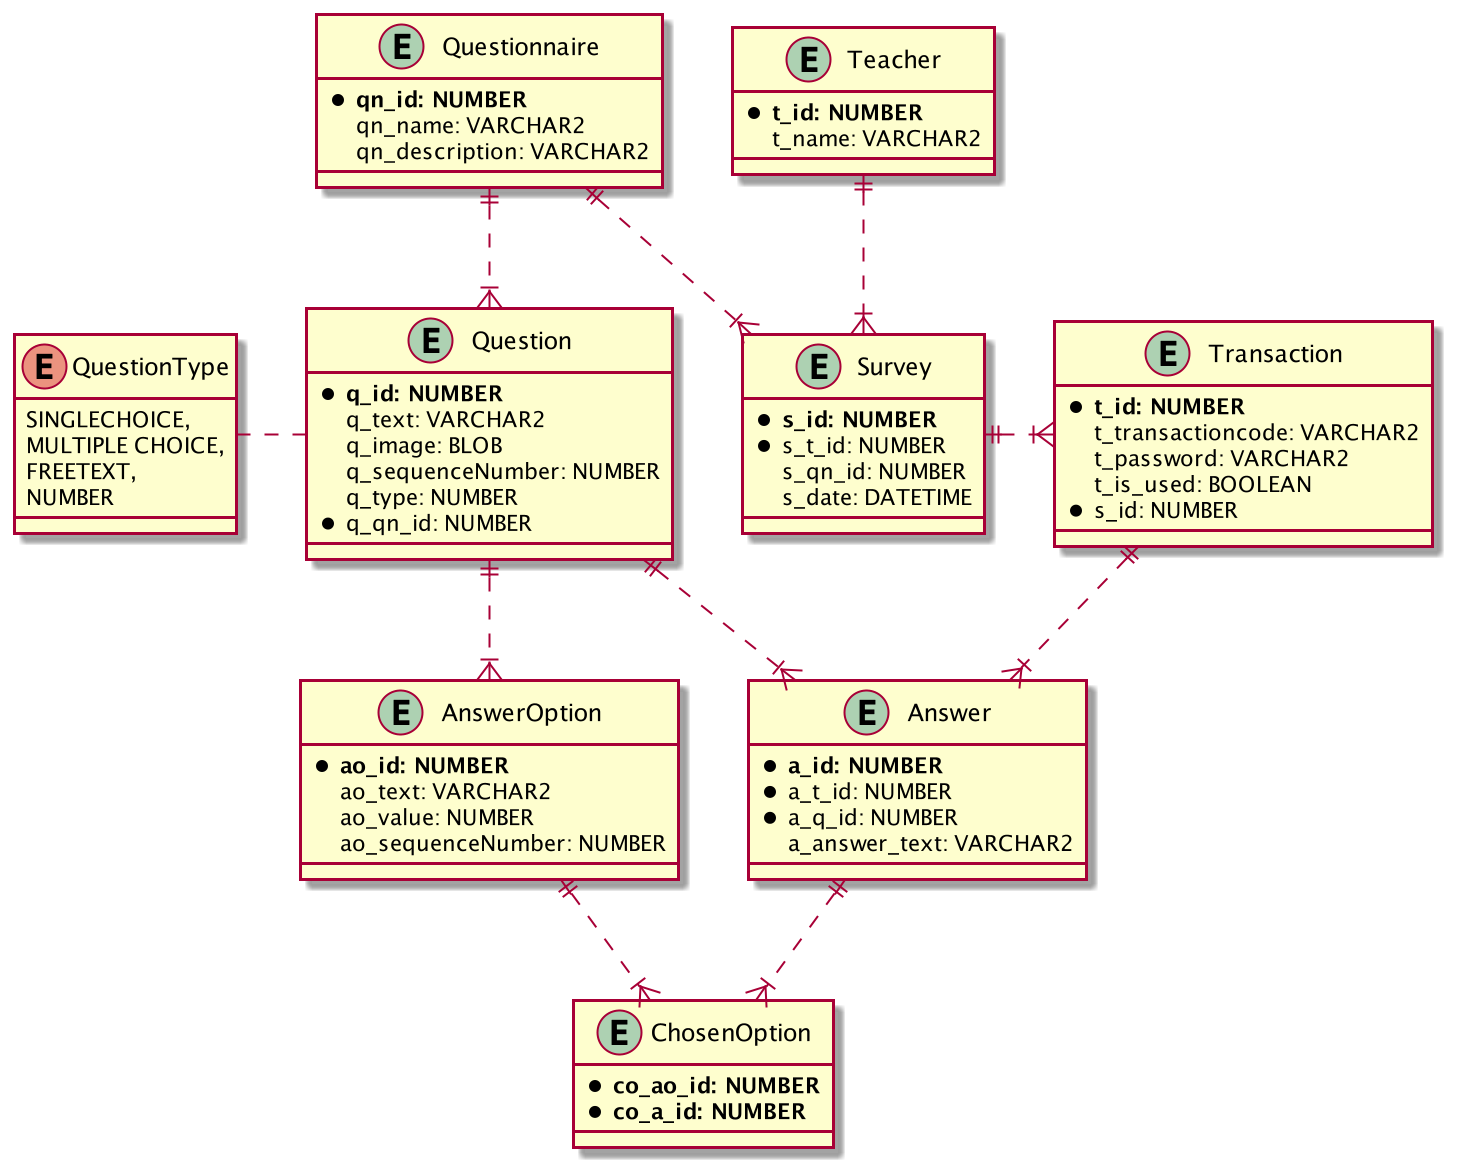 E Questionnaire
qn_id: NUMBER
qn_name: VARCHAR2
qn_description: VARCHAR2
E Teacher
t_id: NUMBER
t_name: VARCHAR2
E QuestionType
SINGLECHOICE,
MULTIPLE CHOICE,
FREETEXT,
NUMBER
E Question
q_id: NUMBER
q_text: VARCHAR2
q_image: BLOB
q_sequenceNumber: NUMBER
q_type: NUMBER
q_qn_id: NUMBER
E Survey
s_id: NUMBER
s_t_id: NUMBER
s_qn_id: NUMBER
s_date: DATETIME
E Transaction
t_id: NUMBER
t_transactioncode: VARCHAR2
t_password: VARCHAR2
t_is_used: BOOLEAN
s_id: NUMBER
E AnswerOption
ao_id: NUMBER
ao_text: VARCHAR2
ao_value: NUMBER
ao_sequenceNumber: NUMBER
E Answer
a_id: NUMBER
a_t_id: NUMBER
a_q_id: NUMBER
a_answer_text: VARCHAR2
E ChosenOption
co_ao_id: NUMBER
co_a_id: NUMBER